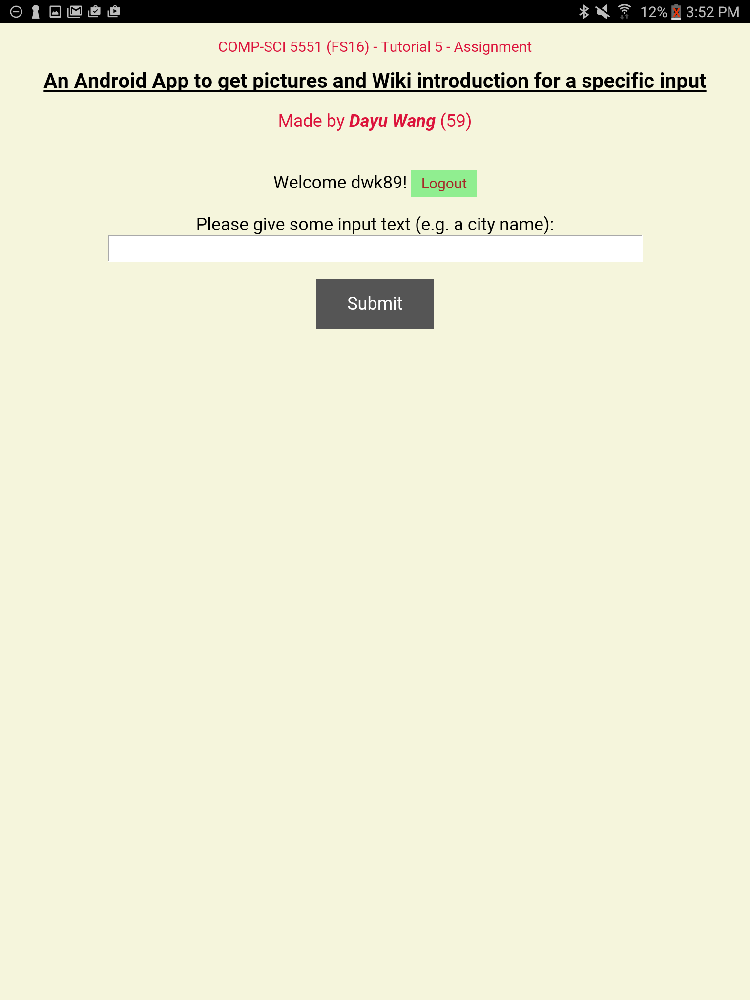 12% 3:52 PM
COMP-SCI 5551 (FS16) - Tutorial 5 - Assignment
An Android App to get pictures and Wiki introduction for a specific input
Made by Dayu Wang (59)
Welcome dwk89! Logout
Please give some input text (e.g. a city name):
Submit